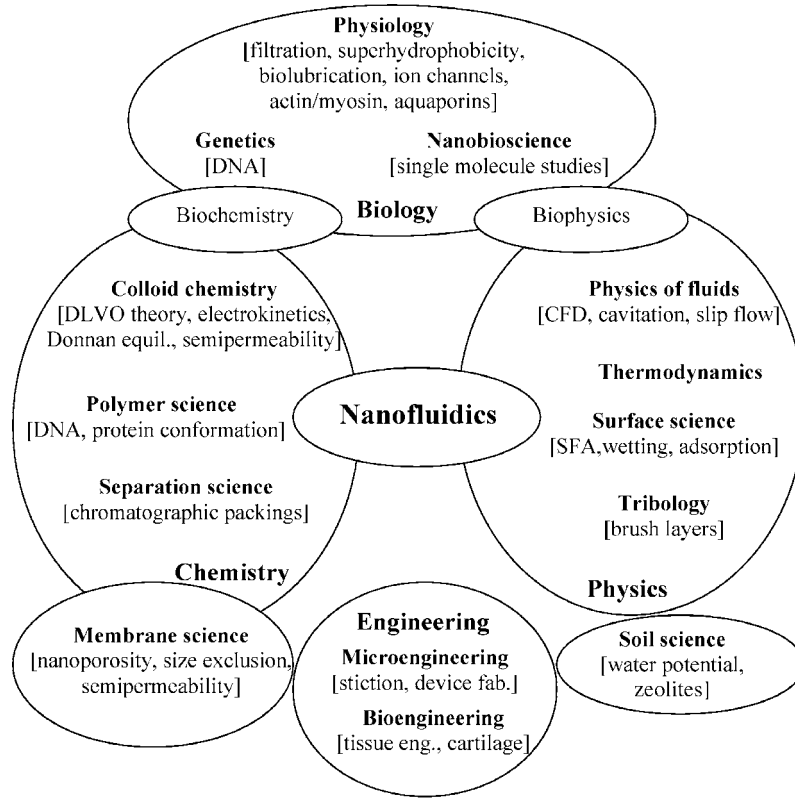 Physiology
[filtration, superhydrophobicity,
biolubrication, ion channels,
actin/myosin, aquaporins]
Genetics
[DNA]
Nanobioscience
[single molecule studies]
Biochemistry
Biology
Biophysics
Colloid chemistry
[DLVO theory, electrokinetics,
Donnan equil., semipermeability]
Polymer science
[DNA, protein conformation]
Separation science
[chromatographic packings]
Chemistry
Nanofluidics
Physics of fluids
[CFD, cavitation, slip flow]
Thermodynamics
Surface science
[SFA,wetting, adsorption]
Tribology
[brush layers]
Physics
Membrane science
[nanoporosity, size exclusion,
semipermeability]
Engineering
Microengineering
[stiction, device fab.]
Bioengineering
[tissue eng., cartilage]
Soil science
[water potential,
zeolites]